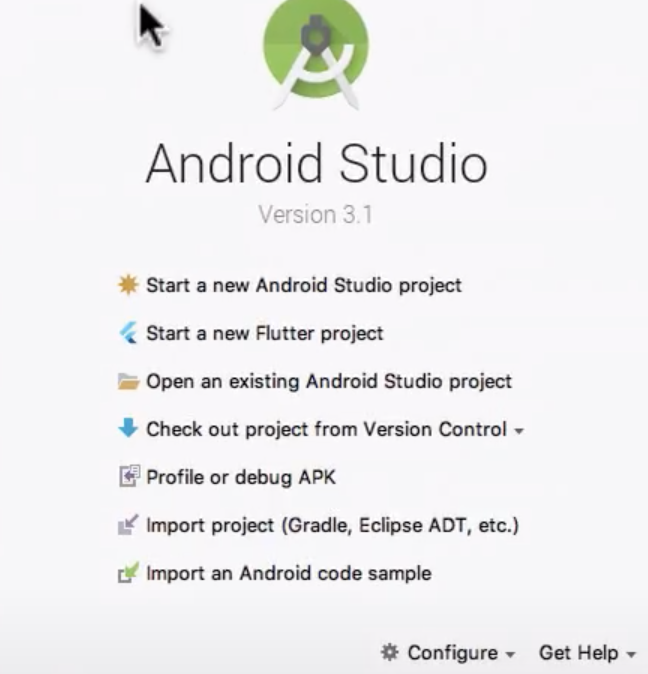 Android Studio
Version 3.1
Start a new Android Studio project
Start a new Flutter project
Open an existing Android Studio project
Check out project from Version Control
Profile or debug APK
Import project (Gradle, Eclipse ADT, etc.)
Import an Android code sample
Configure Get Help